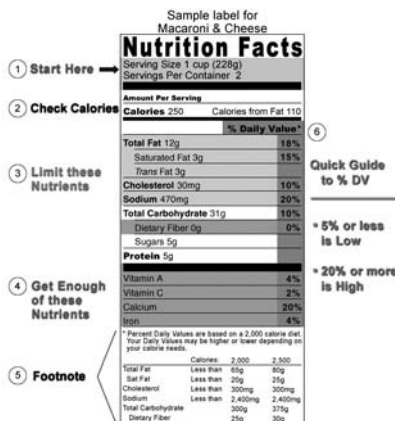 Sample label for
Macaroni & Cheese
Nutrition Facts
1 Start Here
Serving Size 1 cup (228g)
Servings Per Container 2
Amount Per Serving
2 Check Calories
Calories 250 Calories from Fat 110
% Daily Value*
6
Quick Guide
to % DV
• 5% or less
is Low
• 20% or more
is High
3 Limit these
Nutrients
Total Fat 12g 18%
Saturated Fat 3g 15%
Trans Fat 3g
Cholesterol 30mg 10%
Sodium 470mg 20%
Total Carbohydrate 31g 10%
Dietary Fiber 0g 0%
Sugars 5g
Protein 5g
4 Get Enough
of these
Nutrients
Vitamin A 4%
Vitamin C 2%
Calcium 20%
Iron 4%
5 Footnote
* Percent Daily Values are based on a 2,000 calorie diet.
Your Daily Values may be higher or lower depending on
your calorie needs.
Calories: 2,000 2,500
Total Fat Less than 65g 80g
Sat Fat Less than 20g 25g
Cholesterol Less than 300mg 300mg
Sodium Less than 2,400mg 2,400mg
Total Carbohydrate 300g 375g
Dietary Fiber 25g 30g